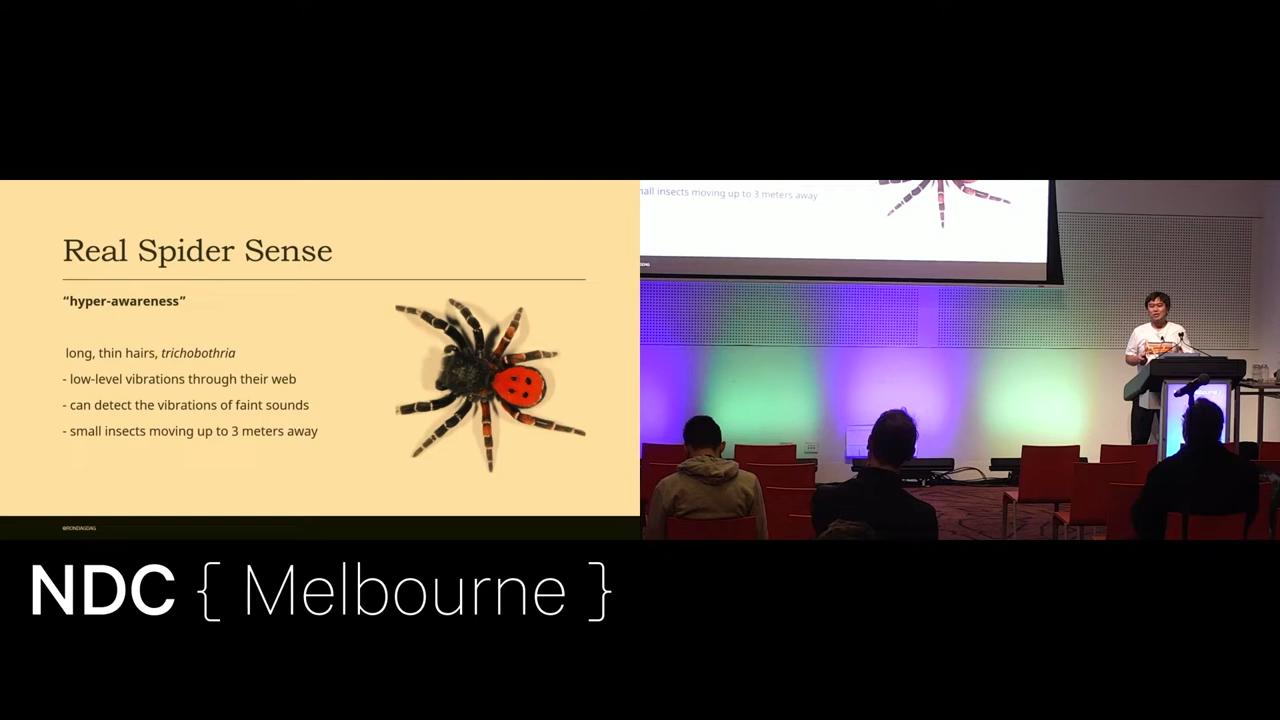 Real Spider Sense
“hyper-awareness”
long, thin hairs, trichobothria
- low-level vibrations through their web
- can detect the vibrations of faint sounds
- small insects moving up to 3 meters away
@RONDAGDAG
small insects moving up to 3 meters away
NDC { Melbourne }